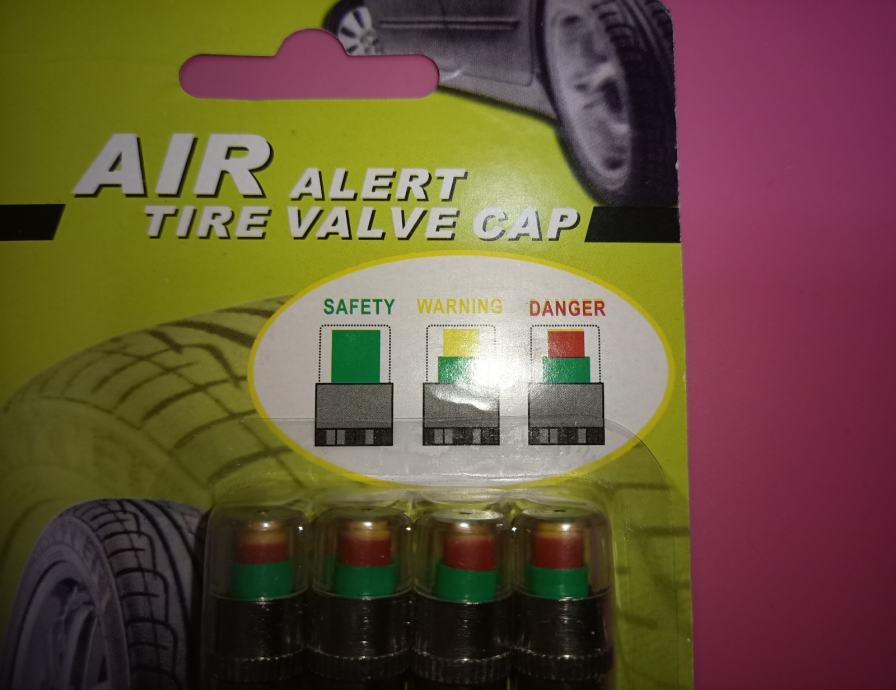 AIR ALERT
TIRE VALVE CAP
SAFETY WARNING DANGER